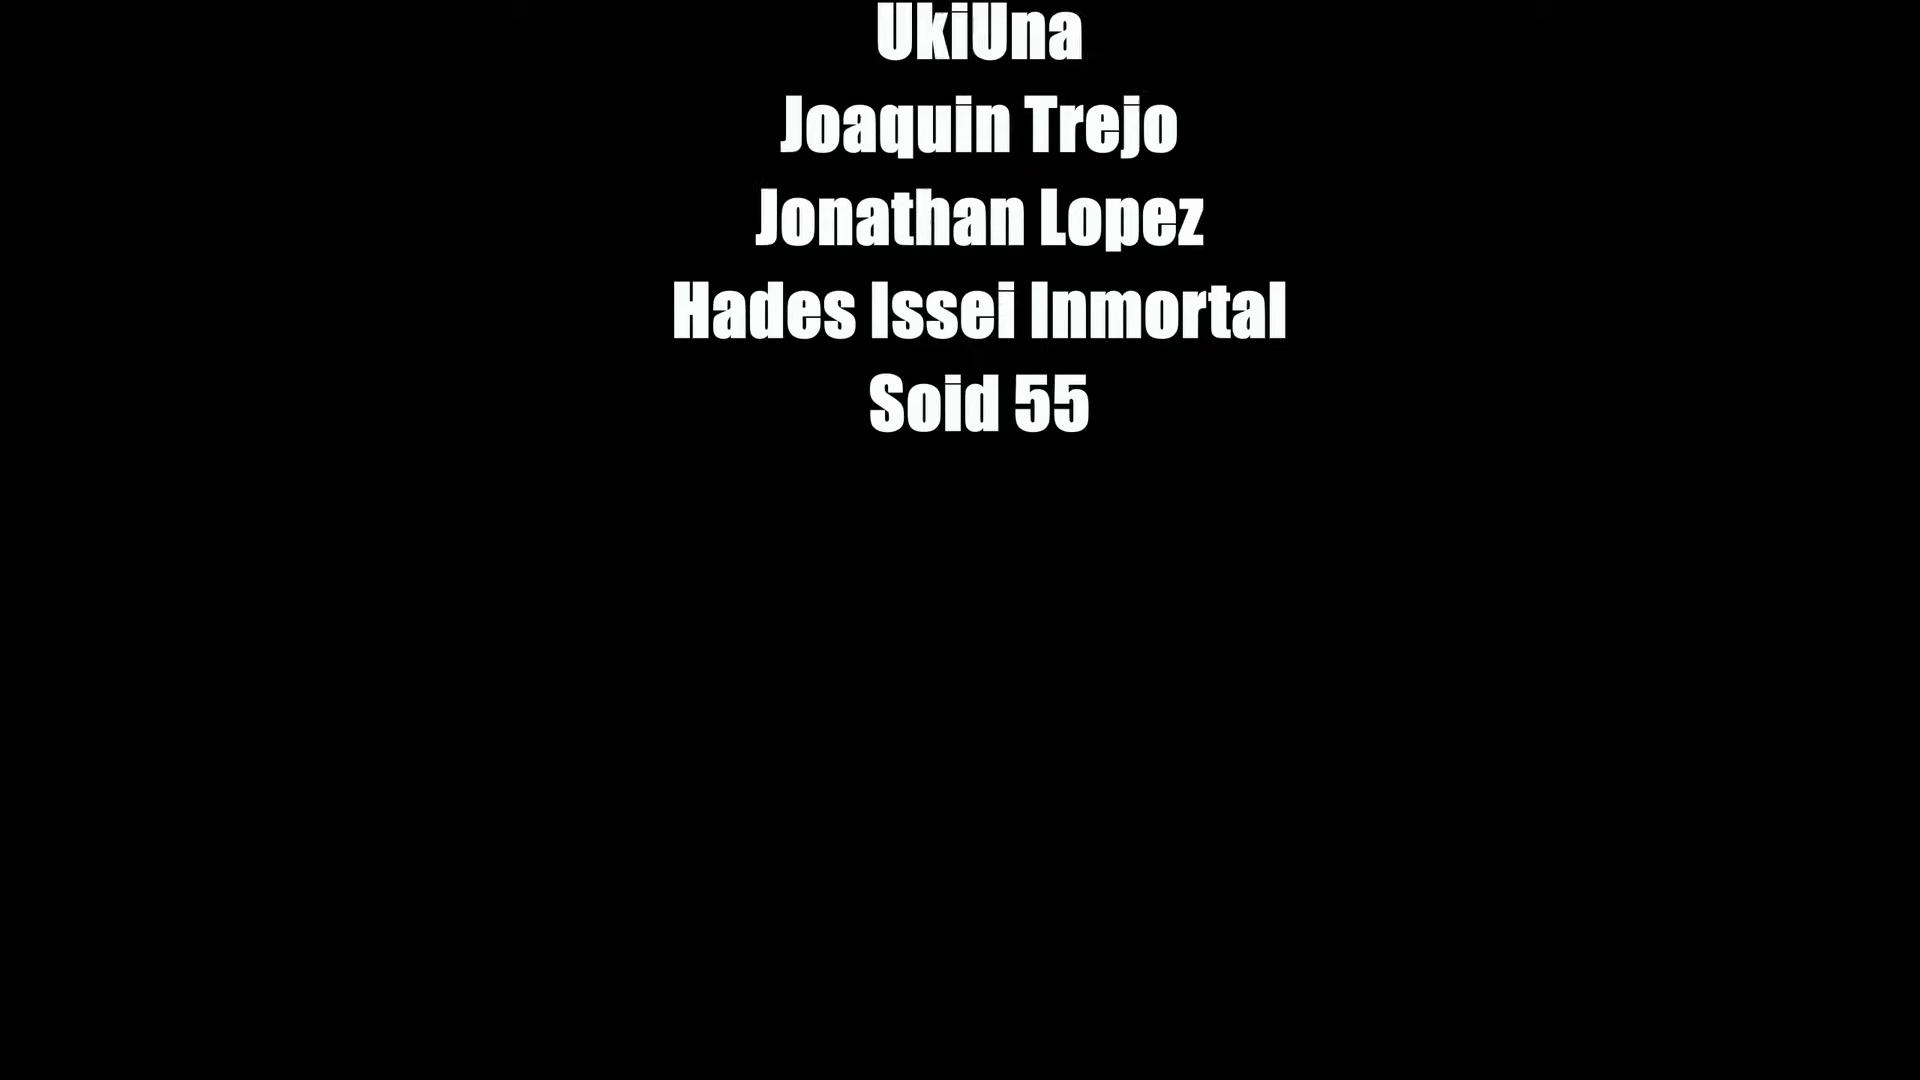 UkiUna
Joaquin Trejo
Jonathan Lopez
Hades Issei Inmortal
Soid 55